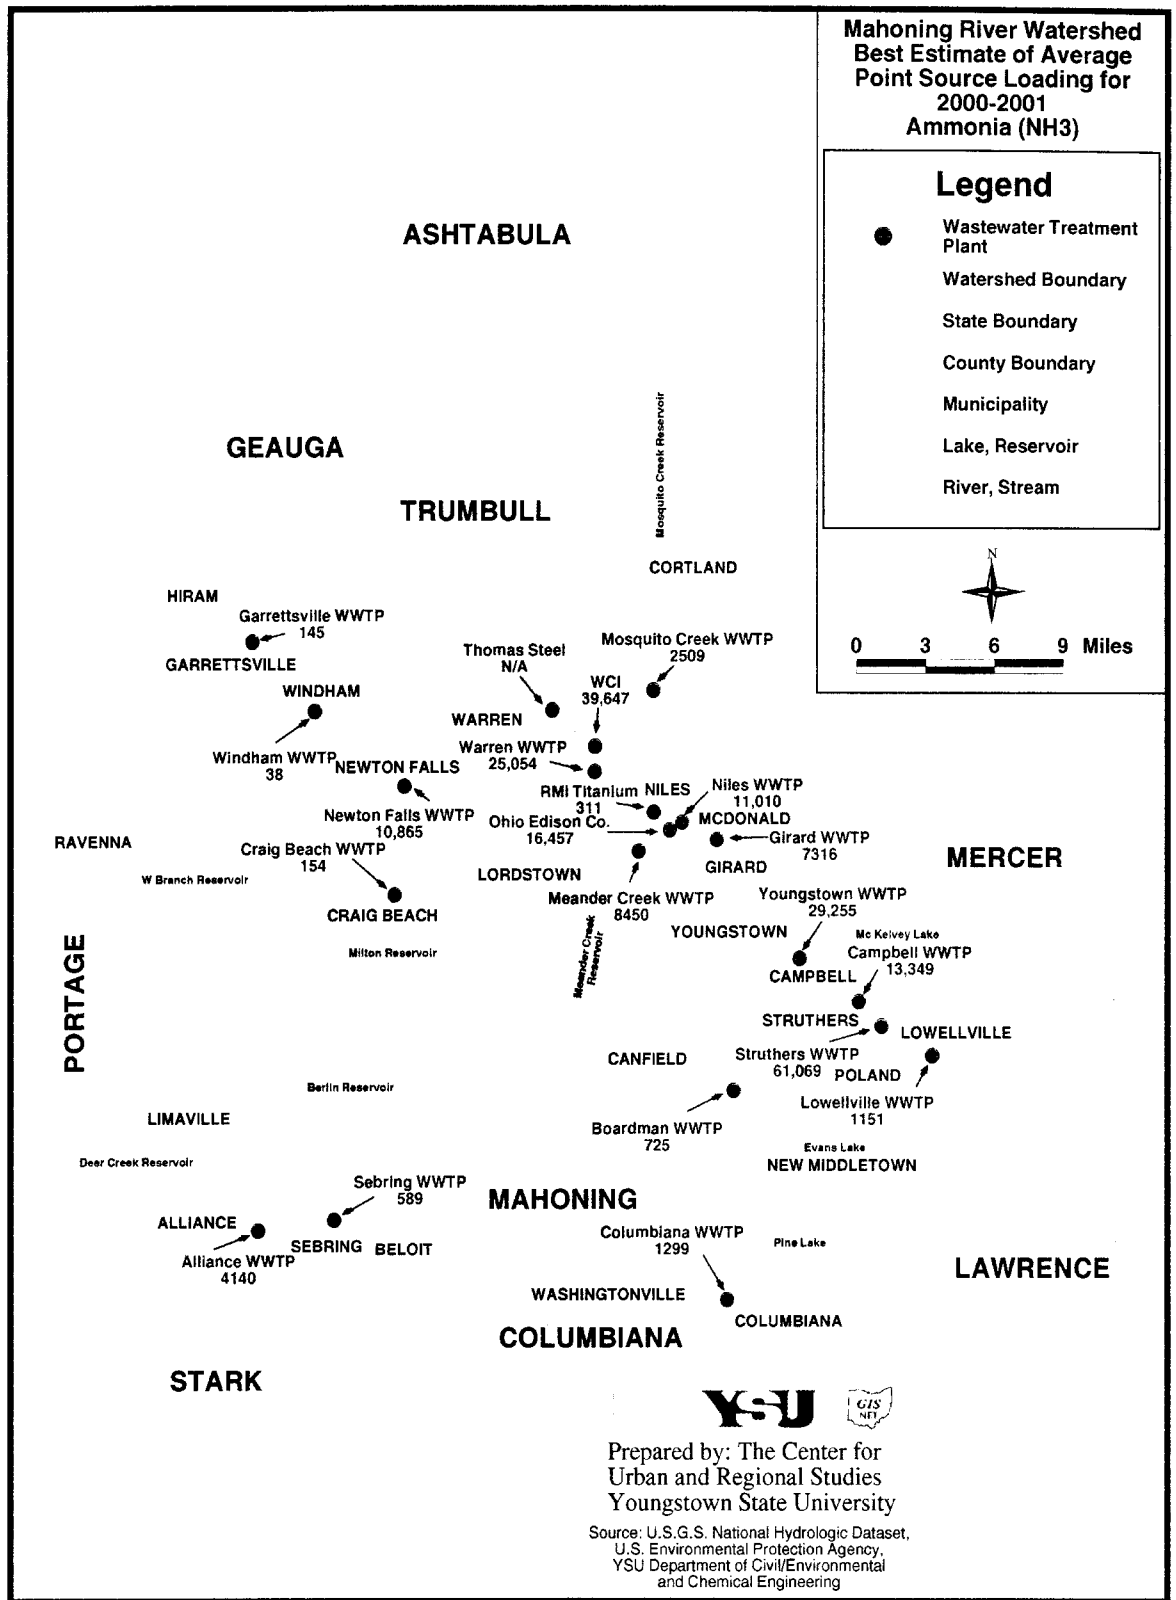 Mahoning River Watershed
Best Estimate of Average
Point Source Loading for
2000-2001
Ammonia (NH3)
Legend
Wastewater Treatment
Plant
Watershed Boundary
State Boundary
County Boundary
Municipality
Lake, Reservoir
River, Stream
N
0 3 6 9 Miles
ASHTABULA
GEAUGA
TRUMBULL
Mosquito Creek Reservoir
CORTLAND
HIRAM
Garrettsville WWTP
145
GARRETTSVILLE
Mosquito Creek WWTP
2509
Thomas Steel
N/A
WCI
39,647
WINDHAM
WARREN
Windham WWTP
38
Warren WWTP
25,054
NEWTON FALLS
Newton Falls WWTP
10,865
RMI Titanium
311
NILES
Niles WWTP
11,010
Ohio Edison Co.
16,457
MCDONALD
Girard WWTP
7316
RAVENNA
Craig Beach WWTP
154
W Branch Reservoir
LORDSTOWN
GIRARD
MERCER
Meander Creek WWTP
8450
Youngstown WWTP
29,255
CRAIG BEACH
Milton Reservoir
Meander Creek
Reservoir
YOUNGSTOWN
Mc Kelvey Lake
Campbell WWTP
13,349
CAMPBELL
PORTAGE
STRUTHERS
LOWELLVILLE
Struthers WWTP
61,069
CANFIELD
POLAND
Berlin Reservoir
Lowellville WWTP
1151
LIMAVILLE
Boardman WWTP
725
Evans Lake
NEW MIDDLETOWN
Deer Creek Reservoir
Sebring WWTP
589
MAHONING
ALLIANCE
Alliance WWTP
4140
SEBRING
BELOIT
Columbiana WWTP
1299
Pine Lake
LAWRENCE
WASHINGTONVILLE
COLUMBIANA
COLUMBIANA
STARK
YSU
GIS
NET
Prepared by: The Center for
Urban and Regional Studies
Youngstown State University
Source: U.S.G.S. National Hydrologic Dataset,
U.S. Environmental Protection Agency,
YSU Department of Civil/Environmental
and Chemical Engineering